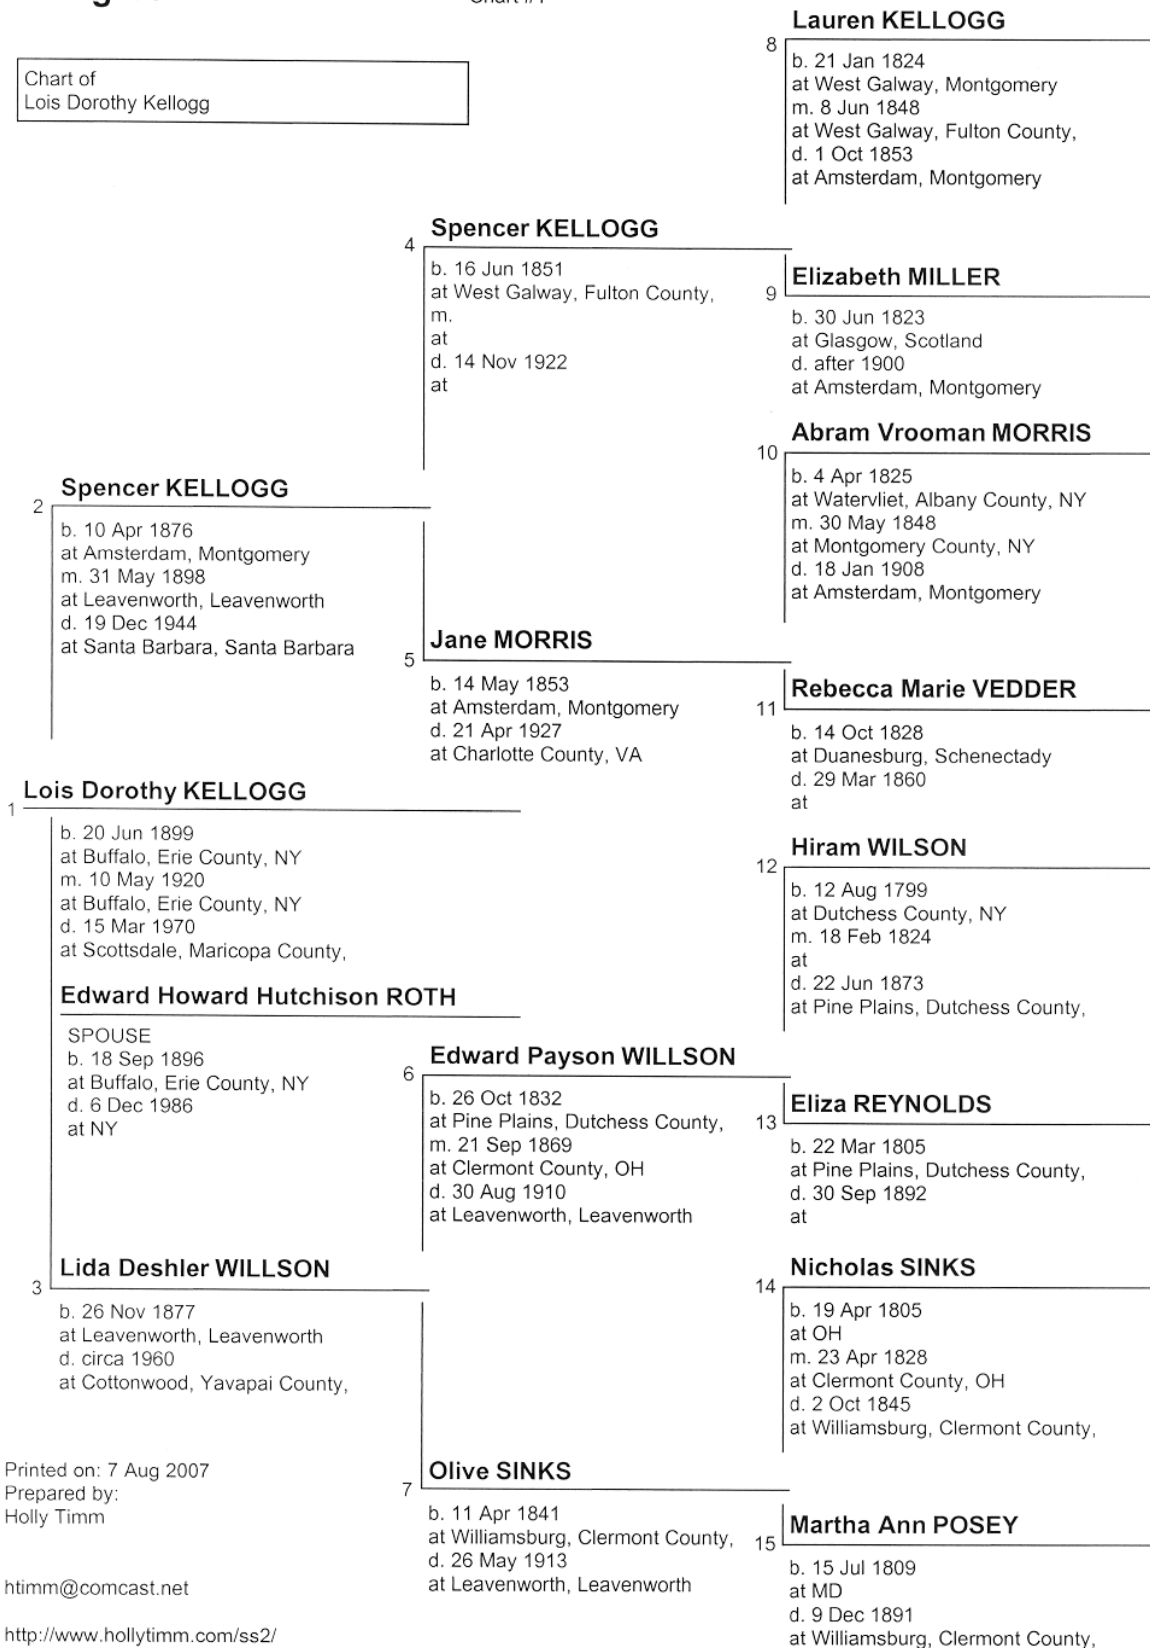 Chart of
Lois Dorothy Kellogg
Lauren KELLOGG
8
b. 21 Jan 1824
at West Galway, Montgomery
m. 8 Jun 1848
at West Galway, Fulton County,
d. 1 Oct 1853
at Amsterdam, Montgomery
Spencer KELLOGG
4
b. 16 Jun 1851
at West Galway, Fulton County,
m.
at
d. 14 Nov 1922
at
Elizabeth MILLER
9
b. 30 Jun 1823
at Glasgow, Scotland
d. after 1900
at Amsterdam, Montgomery
Abram Vrooman MORRIS
10
b. 4 Apr 1825
at Watervliet, Albany County, NY
m. 30 May 1848
at Montgomery County, NY
d. 18 Jan 1908
at Amsterdam, Montgomery
Spencer KELLOGG
2
b. 10 Apr 1876
at Amsterdam, Montgomery
m. 31 May 1898
at Leavenworth, Leavenworth
d. 19 Dec 1944
at Santa Barbara, Santa Barbara
Jane MORRIS
5
b. 14 May 1853
at Amsterdam, Montgomery
d. 21 Apr 1927
at Charlotte County, VA
Rebecca Marie VEDDER
11
b. 14 Oct 1828
at Duanesburg, Schenectady
d. 29 Mar 1860
at
Lois Dorothy KELLOGG
1
b. 20 Jun 1899
at Buffalo, Erie County, NY
m. 10 May 1920
at Buffalo, Erie County, NY
d. 15 Mar 1970
at Scottsdale, Maricopa County,
Hiram WILSON
12
b. 12 Aug 1799
at Dutchess County, NY
m. 18 Feb 1824
at
d. 22 Jun 1873
at Pine Plains, Dutchess County,
Edward Howard Hutchison ROTH
SPOUSE
b. 18 Sep 1896
at Buffalo, Erie County, NY
d. 6 Dec 1986
at NY
Edward Payson WILLSON
6
b. 26 Oct 1832
at Pine Plains, Dutchess County,
m. 21 Sep 1869
at Clermont County, OH
d. 30 Aug 1910
at Leavenworth, Leavenworth
Eliza REYNOLDS
13
b. 22 Mar 1805
at Pine Plains, Dutchess County,
d. 30 Sep 1892
at
Lida Deshler WILLSON
3
b. 26 Nov 1877
at Leavenworth, Leavenworth
d. circa 1960
at Cottonwood, Yavapai County,
Nicholas SINKS
14
b. 19 Apr 1805
at OH
m. 23 Apr 1828
at Clermont County, OH
d. 2 Oct 1845
at Williamsburg, Clermont County,
Olive SINKS
7
b. 11 Apr 1841
at Williamsburg, Clermont County,
d. 26 May 1913
at Leavenworth, Leavenworth
Martha Ann POSEY
15
b. 15 Jul 1809
at MD
d. 9 Dec 1891
at Williamsburg, Clermont County,
Printed on: 7 Aug 2007
Prepared by:
Holly Timm
htimm@comcast.net
http://www.hollytimm.com/ss2/